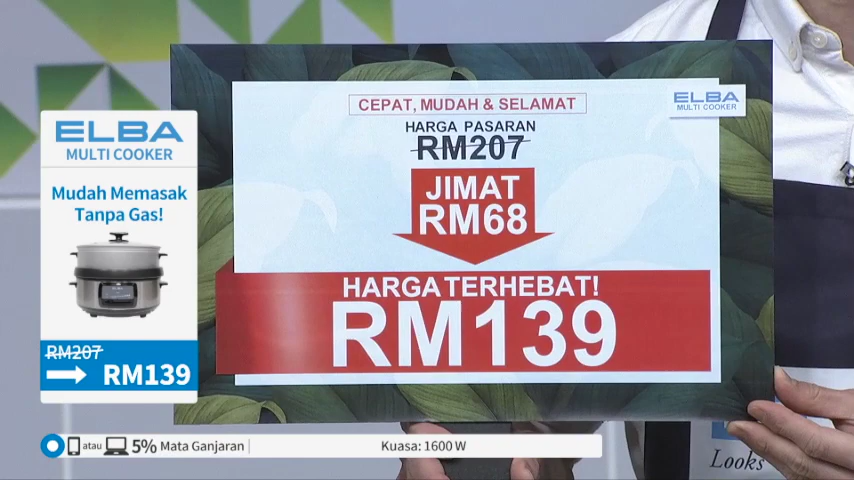 ELBA
MULTI COOKER
Mudah Memasak
Tanpa Gas!
ELBA
RM207
RM139
CEPAT, MUDAH & SELAMAT
ELBA
MULTI COOKER
HARGA PASARAN
RM207
JIMAT
RM68
HARGA TERHEBAT!
RM139
atau 5% Mata Ganjaran
Kuasa: 1600 W
Looks